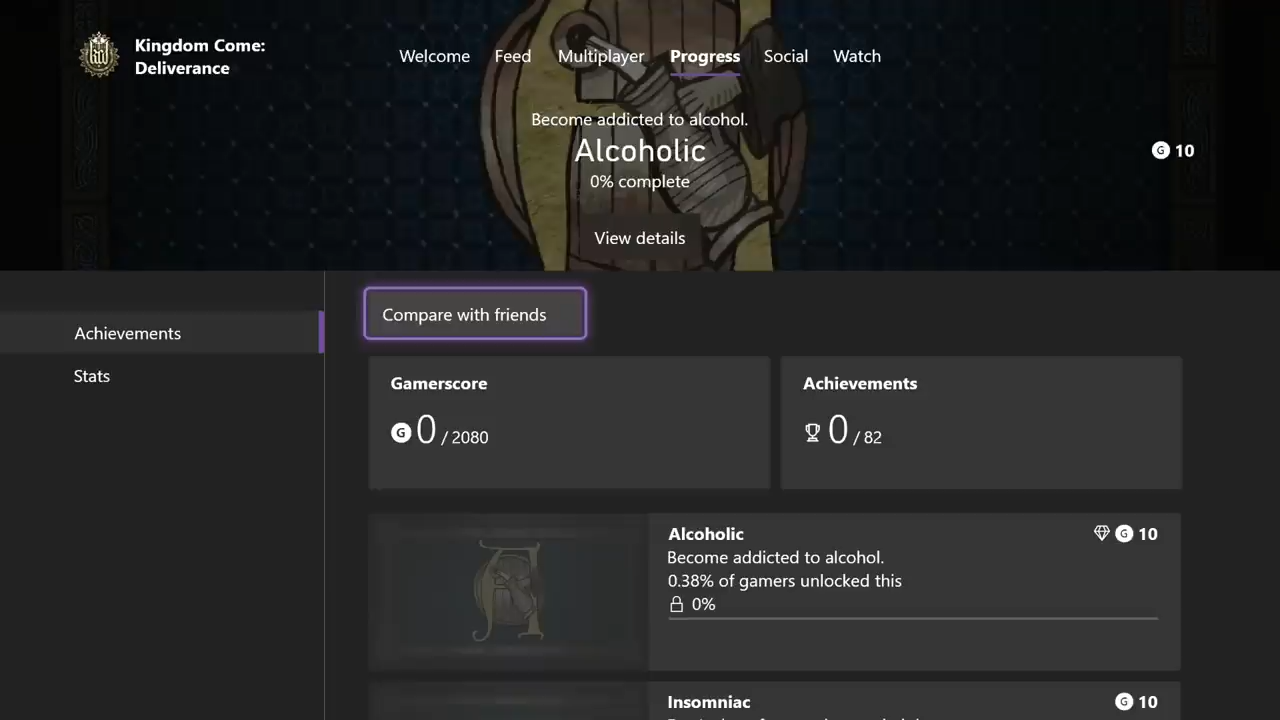 Kingdom Come:
Deliverance
Welcome Feed Multiplayer Progress Social Watch
Become addicted to alcohol.
Alcoholic
0% complete
G 10
View details
Compare with friends
Achievements
Stats
Gamerscore
G 0 / 2080
Achievements
0 / 82
Alcoholic
G 10
Become addicted to alcohol.
0.38% of gamers unlocked this
0%
Insomniac
G 10